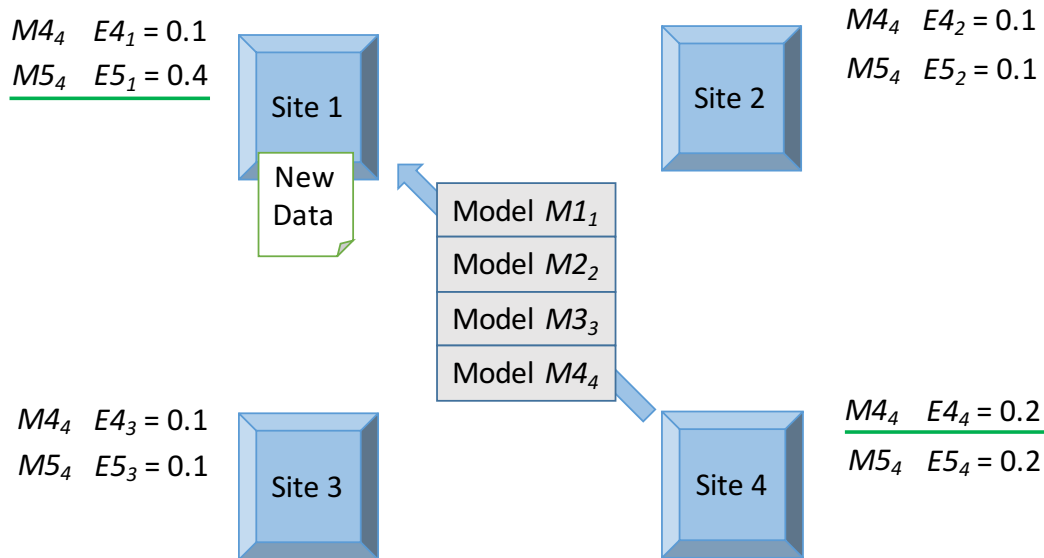 M4₄ E4₁ = 0.1
M5₄ E5₁ = 0.4
Site 1
New
Data
M4₄ E4₂ = 0.1
M5₄ E5₂ = 0.1
Site 2
Model M1₁
Model M2₂
Model M3₃
Model M4₄
M4₄ E4₃ = 0.1
M5₄ E5₃ = 0.1
Site 3
M4₄ E4₄ = 0.2
M5₄ E5₄ = 0.2
Site 4